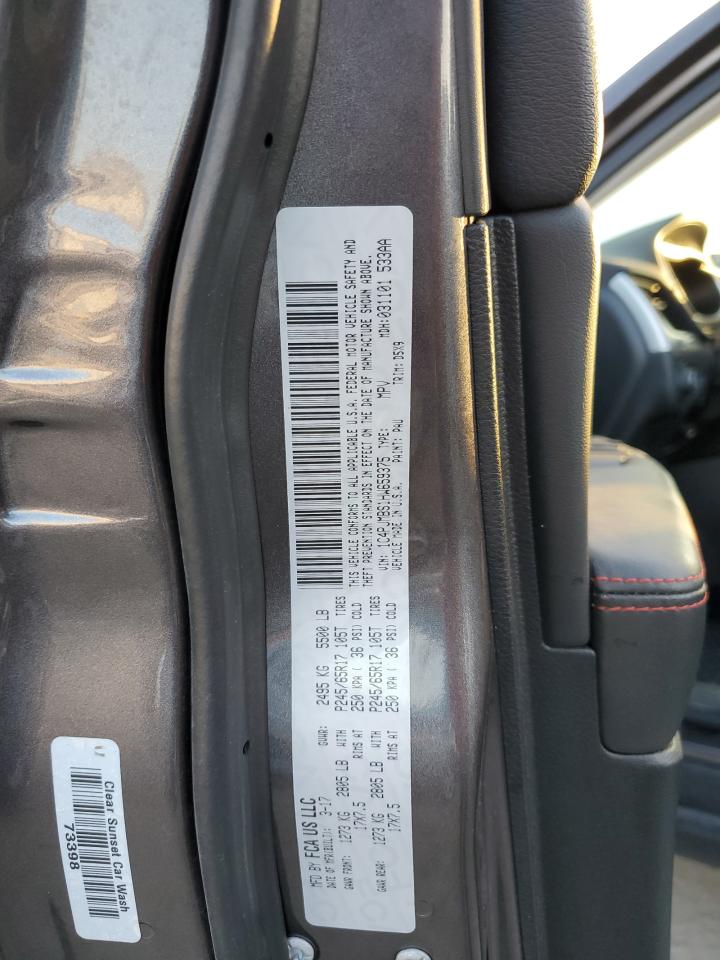 MFD BY FCA US LLC
DATE OF MFR(BUILT): 3-17 GVWR: 2495 KG 5500 LB
GAWR FRONT: 1273 KG 2805 LB WITH P245/65R17 105T TIRES
17X7.5 RIMS AT 250 KPA ( 36 PSI) COLD
GAWR REAR: 1273 KG 2805 LB WITH P245/65R17 105T TIRES
17X7.5 RIMS AT 250 KPA ( 36 PSI) COLD
THIS VEHICLE CONFORMS TO ALL APPLICABLE U.S.A. FEDERAL MOTOR VEHICLE SAFETY AND
THEFT PREVENTION STANDARDS IN EFFECT ON THE DATE OF MANUFACTURE SHOWN ABOVE.
VIN: 1C4PJMBS1HW659375 TYPE: MPV MDH:031101 533AA
VEHICLE MADE IN U.S.A. PAINT: PAU TRIM: D5X9
Clear Sunset Car Wash
73398